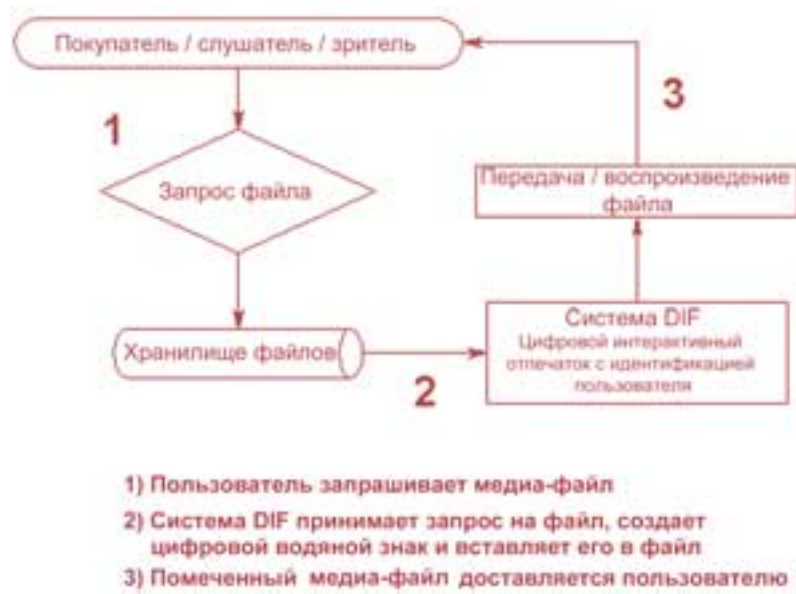 Покупатель / слушатель / зритель
1
3
Запрос файла
Передача / воспроизведение
файла
Хранилище файлов
2
Система DIF
Цифровой интерактивный
отпечаток с идентификацией
пользователя
1) Пользователь запрашивает медиа-файл
2) Система DIF принимает запрос на файл, создает
цифровой водяной знак и вставляет его в файл
3) Помеченный медиа-файл доставляется пользователю